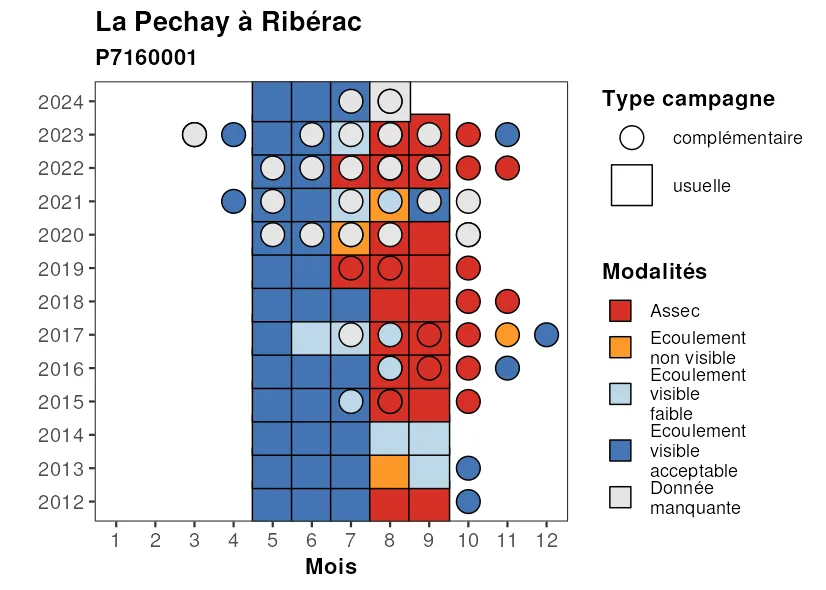 La Pechay à Ribérac
P7160001
2024
2023
2022
2021
2020
2019
2018
2017
2016
2015
2014
2013
2012
1 2 3 4 5 6 7 8 9 10 11 12
Mois
Type campagne
complémentaire
usuelle
Modalités
Assec
Ecoulement
non visible
Ecoulement
visible
faible
Ecoulement
visible
acceptable
Donnée
manquante